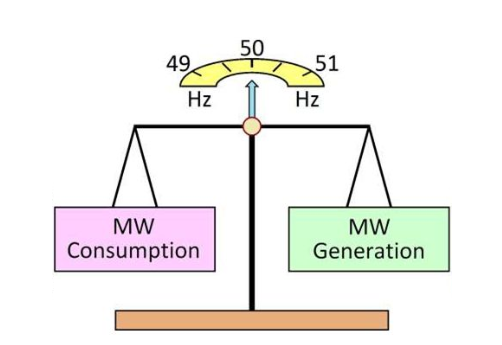 50
49
51
Hz
Hz
MW
Consumption
MW
Generation